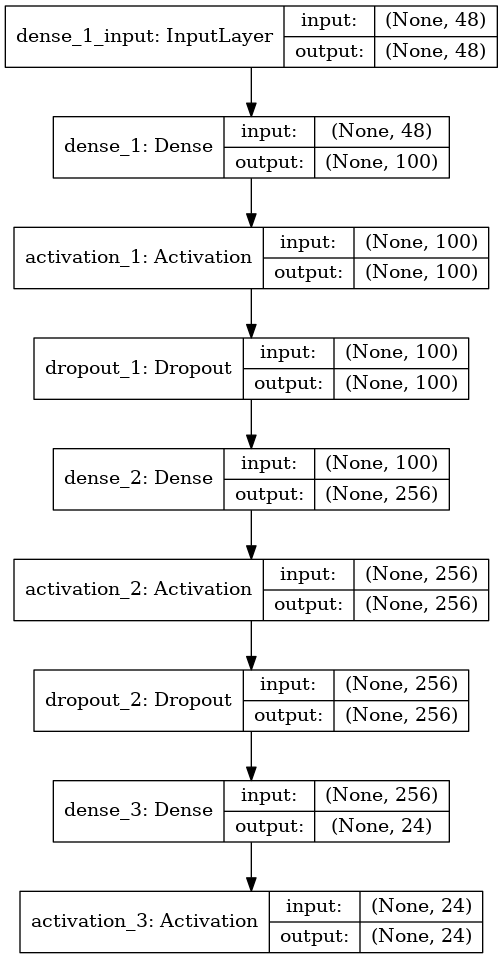 dense_1_input: InputLayer
input: (None, 48)
output: (None, 48)
dense_1: Dense
input: (None, 48)
output: (None, 100)
activation_1: Activation
input: (None, 100)
output: (None, 100)
dropout_1: Dropout
input: (None, 100)
output: (None, 100)
dense_2: Dense
input: (None, 100)
output: (None, 256)
activation_2: Activation
input: (None, 256)
output: (None, 256)
dropout_2: Dropout
input: (None, 256)
output: (None, 256)
dense_3: Dense
input: (None, 256)
output: (None, 24)
activation_3: Activation
input: (None, 24)
output: (None, 24)